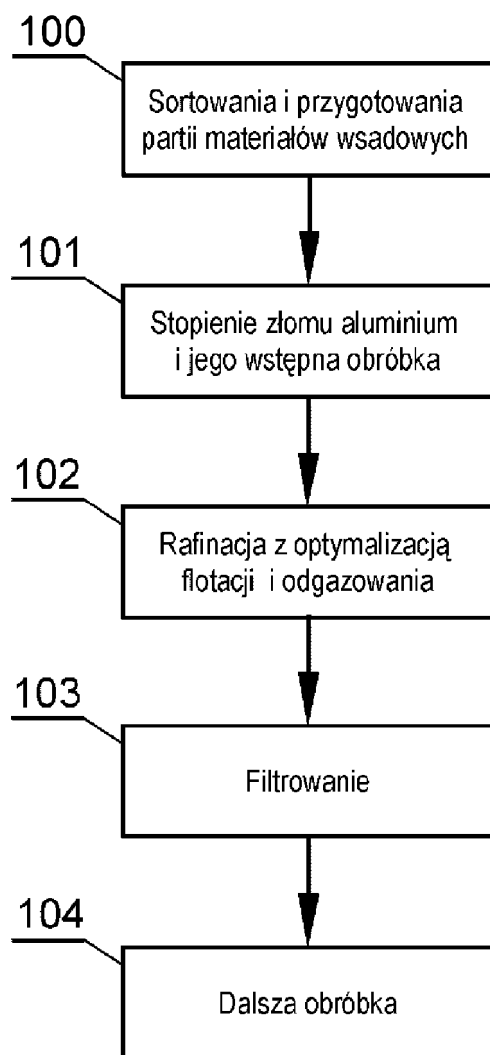 100
Sortowania i przygotowania
partii materiałów wsadowych
101
Stopienie złomu aluminium
i jego wstępna obróbka
102
Rafinacja z optymalizacją
flotacji i odgazowania
103
Filtrowanie
104
Dalsza obróbka